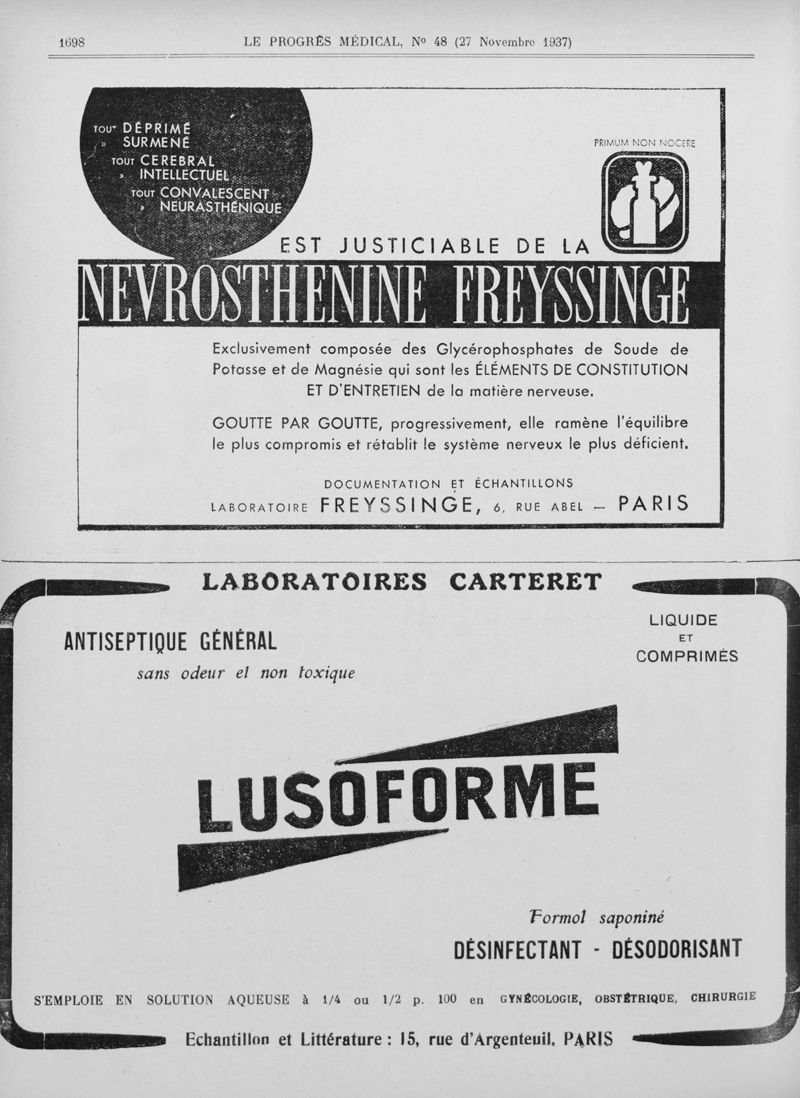 1698
LE PROGRÈS MÉDICAL, Nº 48 (27 Novembre 1937)
TOUT DÉPRIMÉ
» SURMENÉ
TOUT CEREBRAL
» INTELLECTUEL
TOUT CONVALESCENT
» NEURASTHÉNIQUE
PRIMUM NON NOCERE
EST JUSTICIABLE DE LA
NEVROSTHENINE FREYSSINGE
Exclusivement composée des Glycérophosphates de Soude de
Potasse et de Magnésie qui sont les ÉLÉMENTS DE CONSTITUTION
ET D'ENTRETIEN de la matière nerveuse.
GOUTTE PAR GOUTTE, progressivement, elle ramène l'équilibre
le plus compromis et rétablit le système nerveux le plus déficient.
DOCUMENTATION ET ÉCHANTILLONS
LABORATOIRE FREYSSINGE, 6, RUE ABEL — PARIS
LABORATOIRES CARTERET
ANTISEPTIQUE GÉNÉRAL
sans odeur et non toxique
LIQUIDE
ET
COMPRIMÉS
LUSOFORME
Formol saponiné
DÉSINFECTANT - DÉSODORISANT
S'EMPLOIE EN SOLUTION AQUEUSE à 1/4 ou 1/2 p. 100 en GYNÉCOLOGIE, OBSTÉTRIQUE, CHIRURGIE
Echantillon et Littérature : 15, rue d'Argenteuil, PARIS